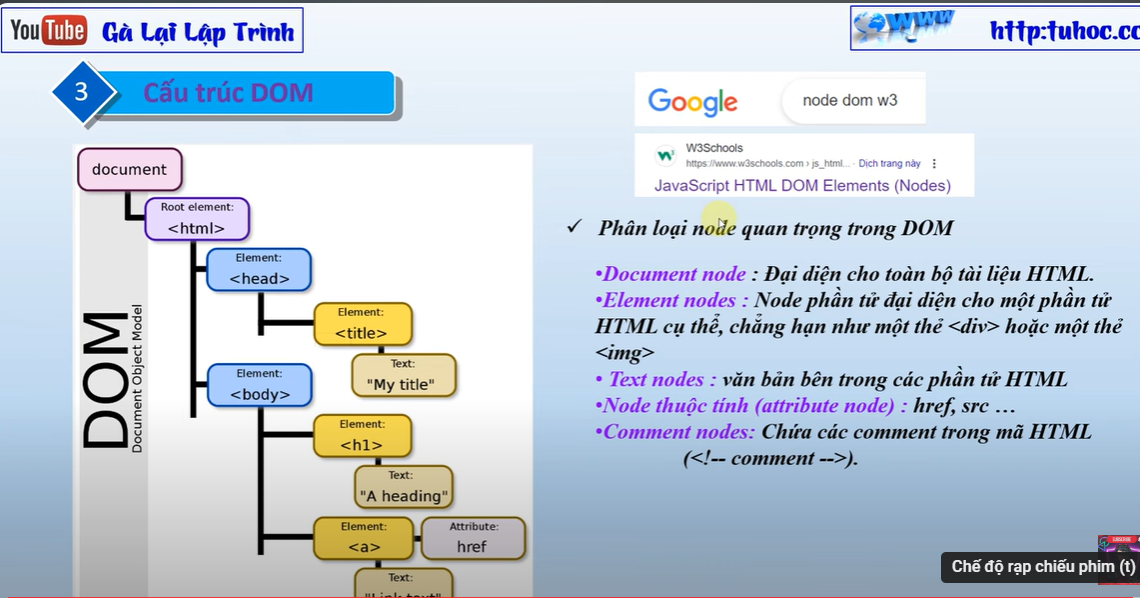 YouTube Gà Lại Lập Trình
WWW http:tuhoc.cc
3 Cấu trúc DOM
Google node dom w3
W3Schools
https://www.w3schools.com › js_html... · Dịch trang này
JavaScript HTML DOM Elements (Nodes)
DOM
Document Object Model
document
Root element:
<html>
Element:
<head>
Element:
<title>
Text:
"My title"
Element:
<body>
Element:
<h1>
Text:
"A heading"
Element:
<a>
Attribute:
href
Text:
"Link text"
✓ Phân loại node quan trọng trong DOM
•Document node : Đại diện cho toàn bộ tài liệu HTML.
•Element nodes : Node phần tử đại diện cho một phần tử
HTML cụ thể, chẳng hạn như một thẻ <div> hoặc một thẻ
<img>
• Text nodes : văn bản bên trong các phần tử HTML
•Node thuộc tính (attribute node) : href, src …
•Comment nodes: Chứa các comment trong mã HTML
(<!-- comment -->).
SUBSCRIBE
Chế độ rạp chiếu phim (t)